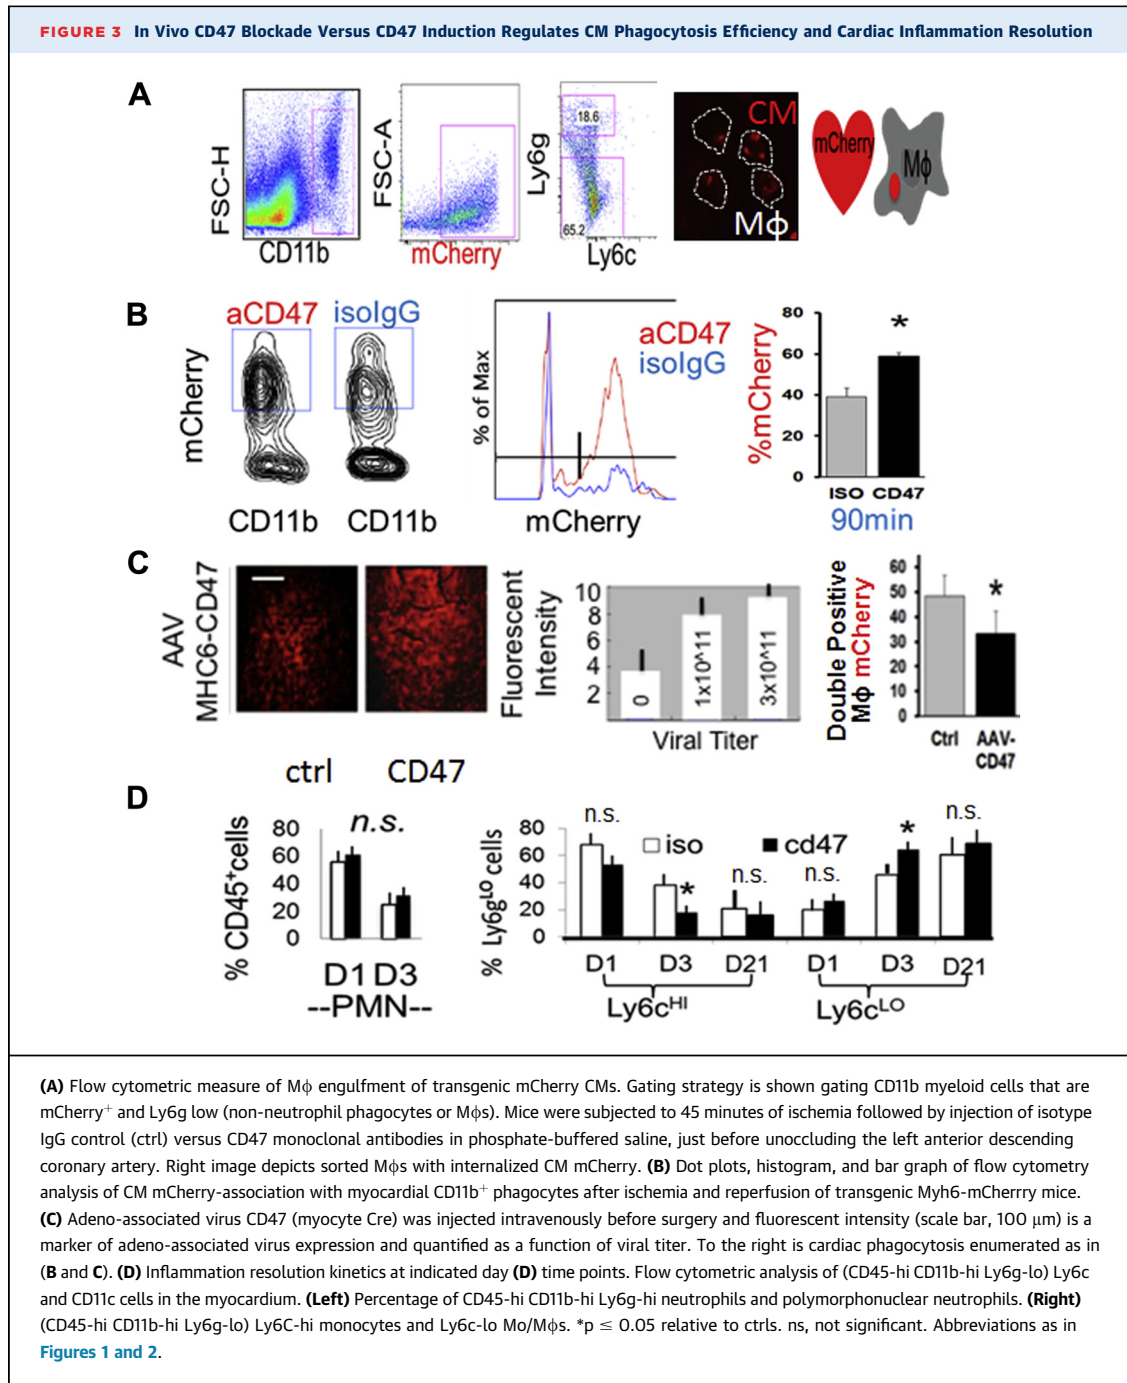 FIGURE 3 In Vivo CD47 Blockade Versus CD47 Induction Regulates CM Phagocytosis Efficiency and Cardiac Inflammation Resolution
A
FSC-H
CD11b
FSC-A
mCherry
Ly6g
18.6
65.2
Ly6c
CM
Mϕ
mCherry
Mϕ
B
mCherry
aCD47
isoIgG
CD11b
CD11b
% of Max
aCD47
isoIgG
mCherry
%mCherry
80
60
40
20
0
*
ISO CD47
90min
C
AAV
MHC6-CD47
ctrl
CD47
Fluorescent
Intensity
10
8
6
4
2
0
1x10^11
3x10^11
Viral Titer
Double Positive
Mϕ mCherry
60
50
40
30
20
10
0
*
Ctrl AAV-
CD47
D
% CD45+cells
80
60
40
20
0
n.s.
D1 D3
--PMN--
% Ly6gLO cells
80
60
40
20
0
n.s.
iso
cd47
*
n.s.
n.s.
*
n.s.
D1 D3 D21 D1 D3 D21
Ly6cHI
Ly6cLO
(A) Flow cytometric measure of Mϕ engulfment of transgenic mCherry CMs. Gating strategy is shown gating CD11b myeloid cells that are
mCherry+ and Ly6g low (non-neutrophil phagocytes or Mϕs). Mice were subjected to 45 minutes of ischemia followed by injection of isotype
IgG control (ctrl) versus CD47 monoclonal antibodies in phosphate-buffered saline, just before unoccluding the left anterior descending
coronary artery. Right image depicts sorted Mϕs with internalized CM mCherry. (B) Dot plots, histogram, and bar graph of flow cytometry
analysis of CM mCherry-association with myocardial CD11b+ phagocytes after ischemia and reperfusion of transgenic Myh6-mCherrry mice.
(C) Adeno-associated virus CD47 (myocyte Cre) was injected intravenously before surgery and fluorescent intensity (scale bar, 100 μm) is a
marker of adeno-associated virus expression and quantified as a function of viral titer. To the right is cardiac phagocytosis enumerated as in
(B and C). (D) Inflammation resolution kinetics at indicated day (D) time points. Flow cytometric analysis of (CD45-hi CD11b-hi Ly6g-lo) Ly6c
and CD11c cells in the myocardium. (Left) Percentage of CD45-hi CD11b-hi Ly6g-hi neutrophils and polymorphonuclear neutrophils. (Right)
(CD45-hi CD11b-hi Ly6g-lo) Ly6C-hi monocytes and Ly6c-lo Mo/Mϕs. *p ≤ 0.05 relative to ctrls. ns, not significant. Abbreviations as in
Figures 1 and 2.